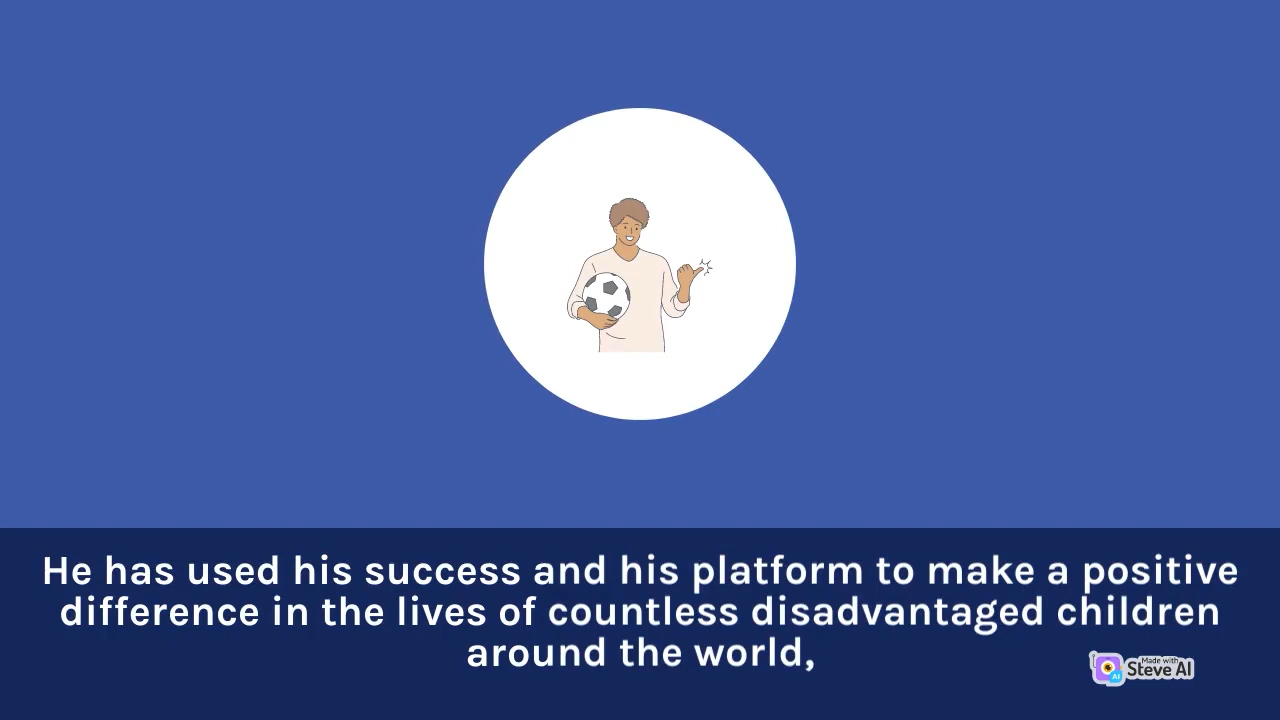 He has used his success and his platform to make a positive
difference in the lives of countless disadvantaged children
around the world,
Made with
Steve AI
AI